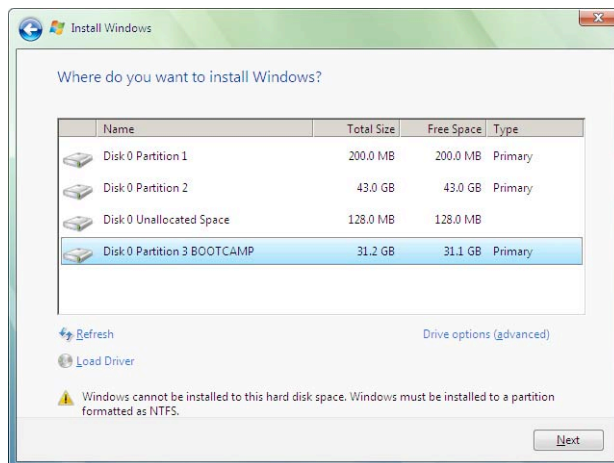 Install Windows
Where do you want to install Windows?
Name Total Size Free Space Type
Disk 0 Partition 1 200.0 MB 200.0 MB Primary
Disk 0 Partition 2 43.0 GB 43.0 GB Primary
Disk 0 Unallocated Space 128.0 MB 128.0 MB
Disk 0 Partition 3 BOOTCAMP 31.2 GB 31.1 GB Primary
Refresh Drive options (advanced)
Load Driver
Windows cannot be installed to this hard disk space. Windows must be installed to a partition
formatted as NTFS.
Next